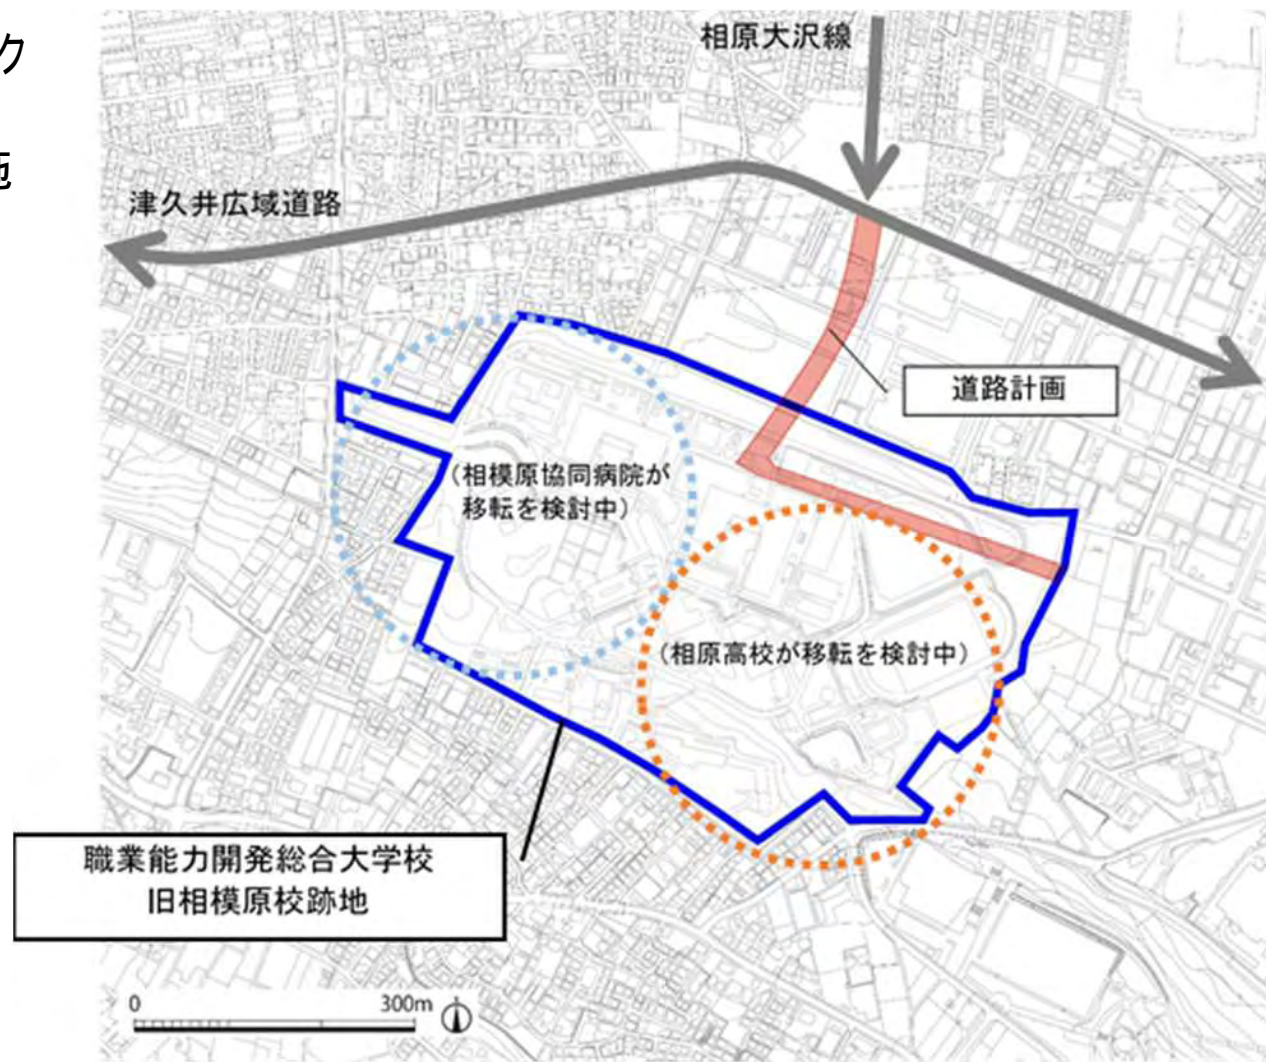 ク
施
相原大沢線
津久井広域道路
道路計画
(相模原協同病院が
移転を検討中)
(相原高校が移転を検討中)
職業能力開発総合大学校
旧相模原校跡地
0 300m